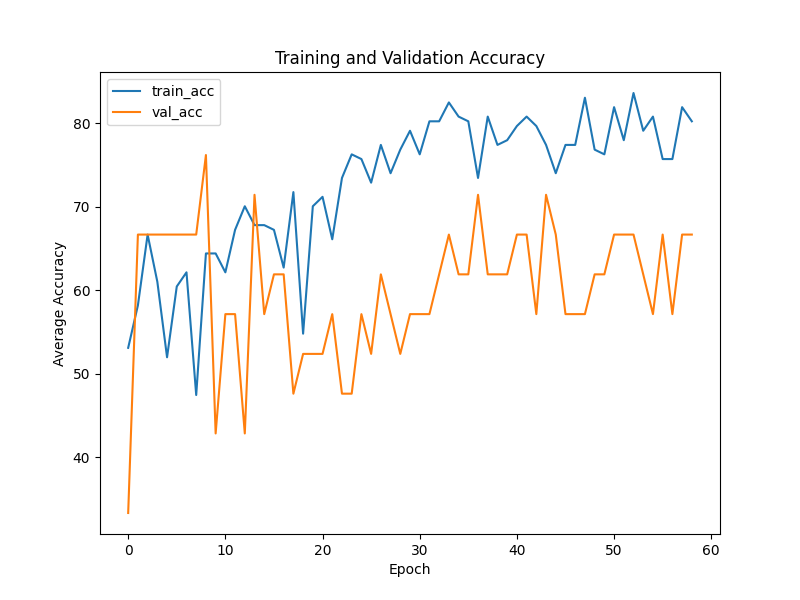 Training and Validation Accuracy
train_acc
val_acc
80
70
60
50
40
Average Accuracy
0 10 20 30 40 50 60
Epoch